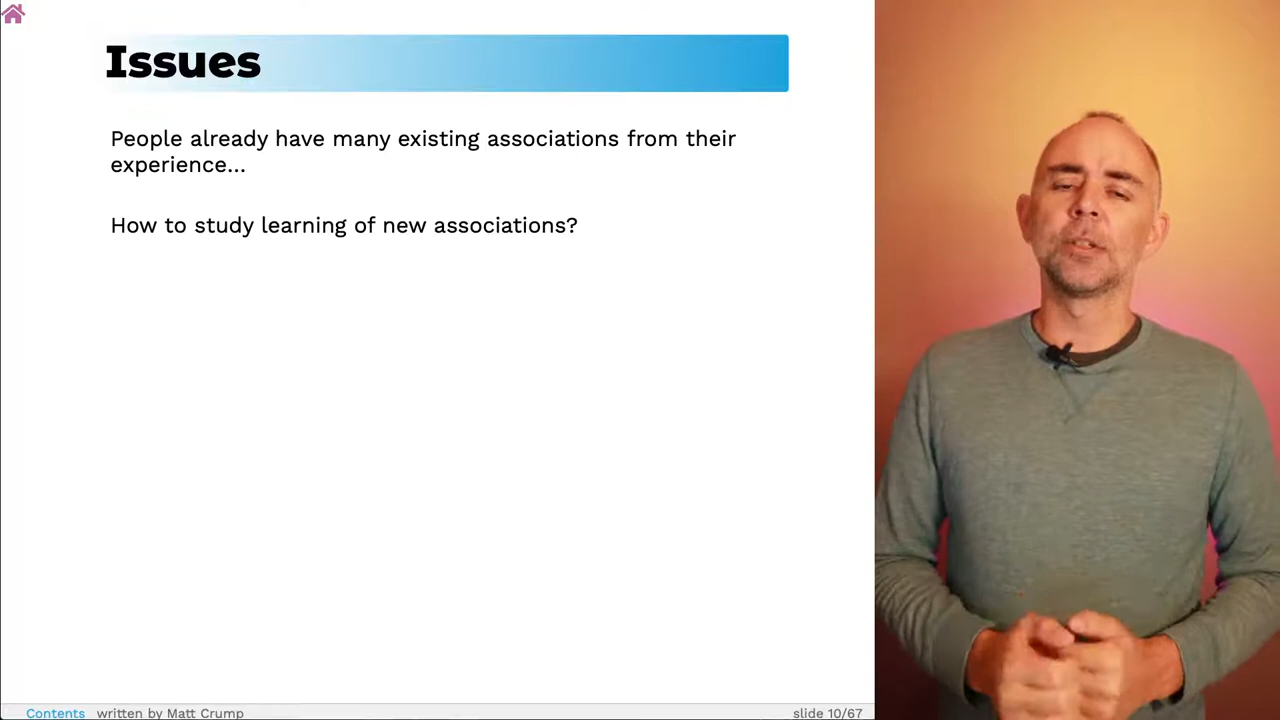 Issues
People already have many existing associations from their
experience...
How to study learning of new associations?
Contents written by Matt Crump
slide 10/67